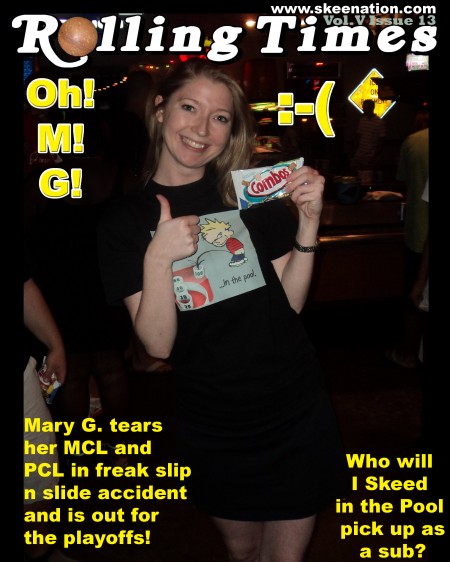 www.skeenation.com
Vol.V Issue 13
Rolling Times
Oh!
M!
G!
:-(
Combos
...in the pool.
Mary G. tears
her MCL and
PCL in freak slip
n slide accident
and is out for
the playoffs!
Who will
I Skeed
in the Pool
pick up as
a sub?